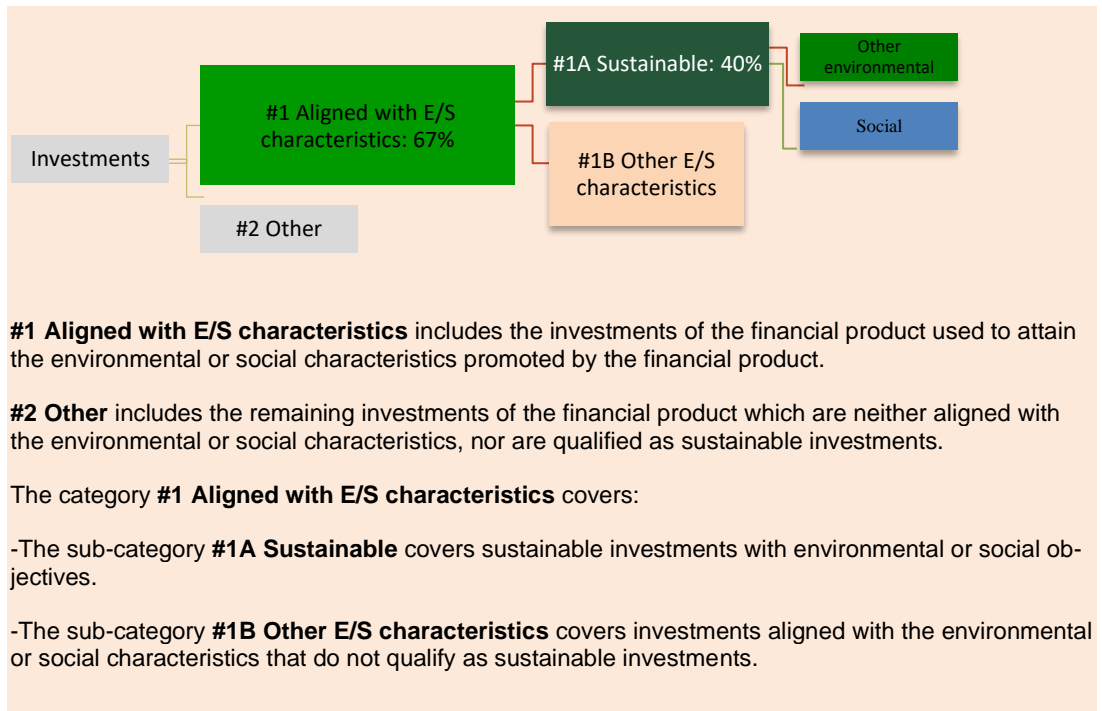 Investments
#1 Aligned with E/S
characteristics: 67%
#2 Other
#1A Sustainable: 40%
#1B Other E/S
characteristics
Other
environmental
Social
#1 Aligned with E/S characteristics includes the investments of the financial product used to attain
the environmental or social characteristics promoted by the financial product.
#2 Other includes the remaining investments of the financial product which are neither aligned with
the environmental or social characteristics, nor are qualified as sustainable investments.
The category #1 Aligned with E/S characteristics covers:
-The sub-category #1A Sustainable covers sustainable investments with environmental or social ob-
jectives.
-The sub-category #1B Other E/S characteristics covers investments aligned with the environmental
or social characteristics that do not qualify as sustainable investments.